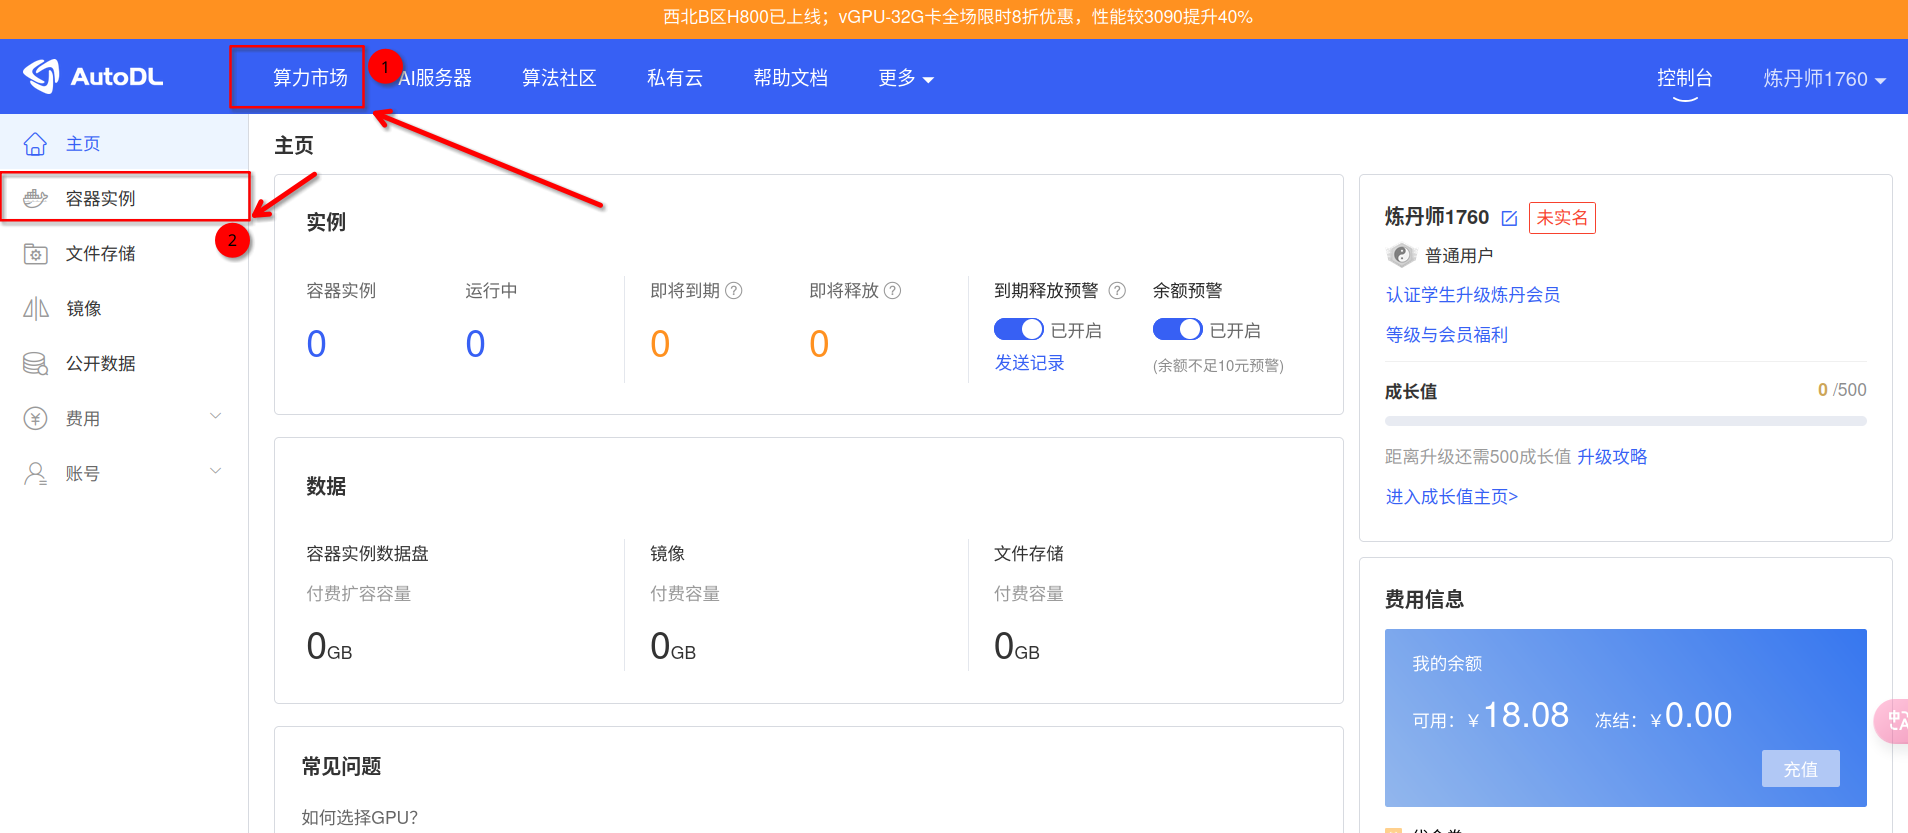 西北B区H800已上线；vGPU-32G卡全场限时8折优惠，性能较3090提升40%
AutoDL
算力市场
1
AI服务器
算法社区
私有云
帮助文档
更多
控制台
炼丹师1760
主页
容器实例
2
文件存储
镜像
公开数据
费用
账号
主页
实例
容器实例
0
运行中
0
即将到期
0
即将释放
0
到期释放预警
已开启
发送记录
余额预警
已开启
(余额不足10元预警)
数据
容器实例数据盘
付费扩容容量
0GB
镜像
付费容量
0GB
文件存储
付费容量
0GB
常见问题
如何选择GPU?
炼丹师1760 未实名
普通用户
认证学生升级炼丹会员
等级与会员福利
成长值 0 /500
距离升级还需500成长值 升级攻略
进入成长值主页>
费用信息
我的余额
可用：¥18.08 冻结：¥0.00
充值